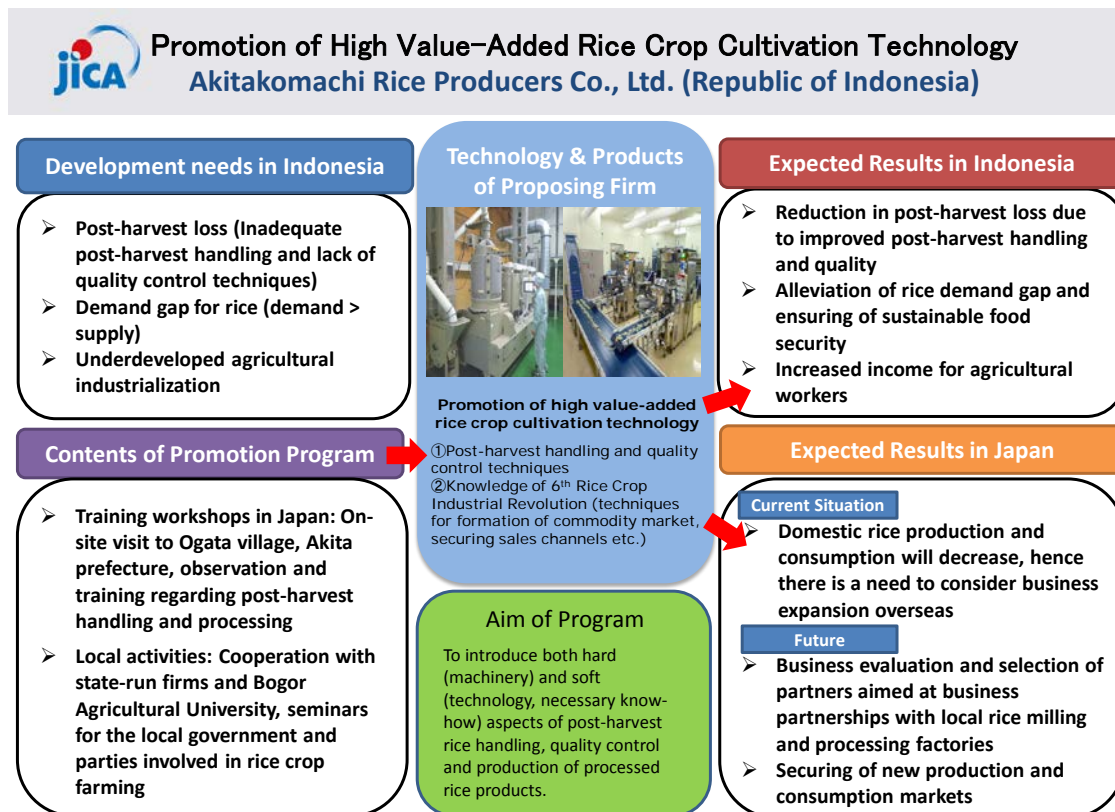 jICA
Promotion of High Value-Added Rice Crop Cultivation Technology
Akitakomachi Rice Producers Co., Ltd. (Republic of Indonesia)
Development needs in Indonesia
➢ Post-harvest loss (Inadequate
post-harvest handling and lack of
quality control techniques)
➢ Demand gap for rice (demand >
supply)
➢ Underdeveloped agricultural
industrialization
Contents of Promotion Program
➢ Training workshops in Japan: On-
site visit to Ogata village, Akita
prefecture, observation and
training regarding post-harvest
handling and processing
➢ Local activities: Cooperation with
state-run firms and Bogor
Agricultural University, seminars
for the local government and
parties involved in rice crop
farming
Technology & Products
of Proposing Firm
Promotion of high value-added
rice crop cultivation technology
①Post-harvest handling and quality
control techniques
②Knowledge of 6th Rice Crop
Industrial Revolution (techniques
for formation of commodity market,
securing sales channels etc.)
Aim of Program
To introduce both hard
(machinery) and soft
(technology, necessary know-
how) aspects of post-harvest
rice handling, quality control
and production of processed
rice products.
Expected Results in Indonesia
➢ Reduction in post-harvest loss due
to improved post-harvest handling
and quality
➢ Alleviation of rice demand gap and
ensuring of sustainable food
security
➢ Increased income for agricultural
workers
Expected Results in Japan
Current Situation
➢ Domestic rice production and
consumption will decrease, hence
there is a need to consider business
expansion overseas
Future
➢ Business evaluation and selection of
partners aimed at business
partnerships with local rice milling
and processing factories
➢ Securing of new production and
consumption markets